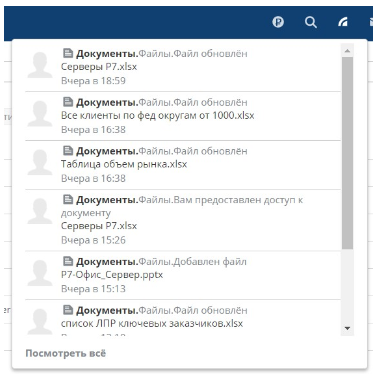 Документы.Файлы.Файл обновлён
Серверы Р7.xlsx
Вчера в 18:59
Документы.Файлы.Файл обновлён
Все клиенты по фед округам от 1000.xlsx
Вчера в 16:38
Документы.Файлы.Файл обновлён
Таблица объем рынка.xlsx
Вчера в 16:38
Документы.Файлы.Вам предоставлен доступ к
документу
Серверы Р7.xlsx
Вчера в 15:26
Документы.Файлы.Добавлен файл
Р7-Офис_Сервер.pptx
Вчера в 15:13
Документы.Файлы.Файл обновлён
список ЛПР ключевых заказчиков.xlsx
Посмотреть всё